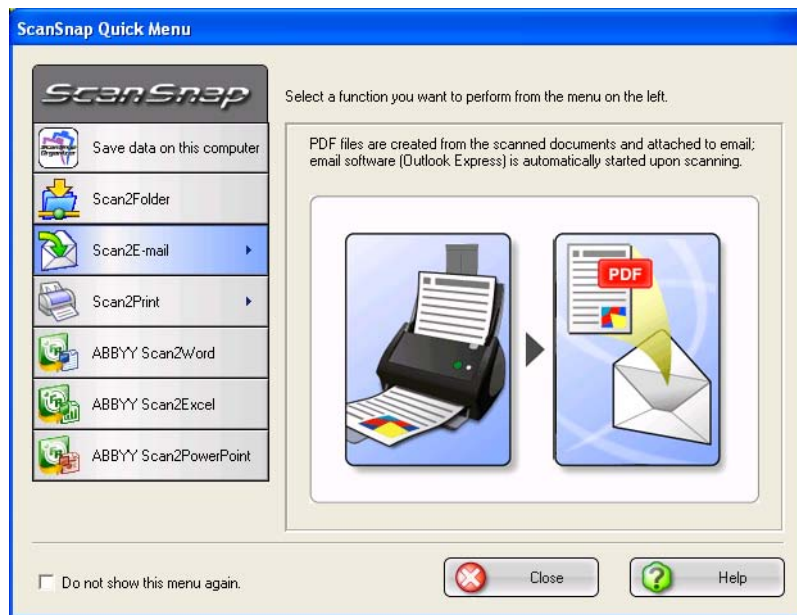 ScanSnap Quick Menu
ScanSnap
Select a function you want to perform from the menu on the left.
Save data on this computer
Scan2Folder
Scan2E-mail
Scan2Print
ABBYY Scan2Word
ABBYY Scan2Excel
ABBYY Scan2PowerPoint
PDF files are created from the scanned documents and attached to email;
email software (Outlook Express) is automatically started upon scanning.
PDF
Do not show this menu again.
Close
Help